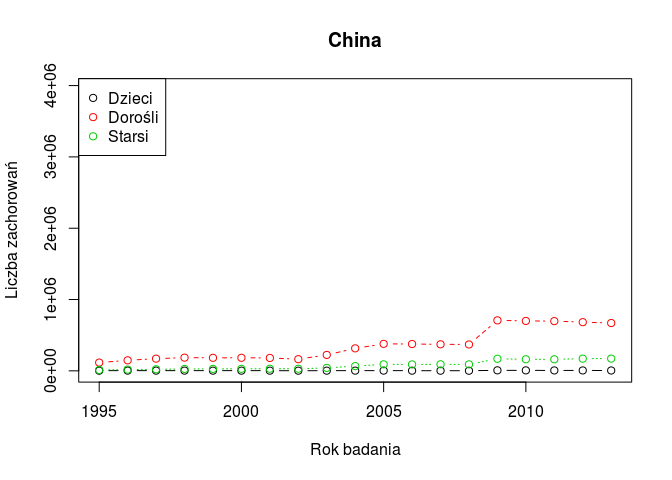 China
Dzieci
Dorośli
Starsi
Liczba zachorowań
4e+06
3e+06
2e+06
1e+06
0e+00
1995 2000 2005 2010
Rok badania